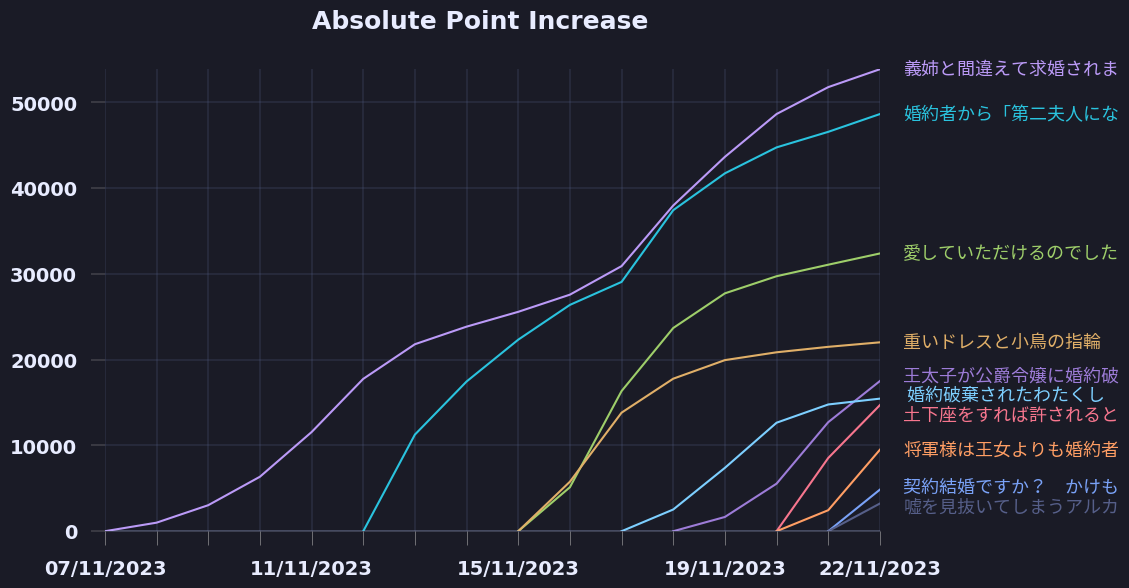 Absolute Point Increase
義姉と間違えて求婚されま
50000
婚約者から「第二夫人にな
40000
愛していただけるのでした
30000
重いドレスと小鳥の指輪
20000
王太子が公爵令嬢に婚約破
婚約破棄されたわたくし
土下座をすれば許されると
10000
将軍様は王女よりも婚約者
契約結婚ですか？　かけも
嘘を見抜いてしまうアルカ
0
07/11/2023 11/11/2023 15/11/2023 19/11/2023 22/11/2023